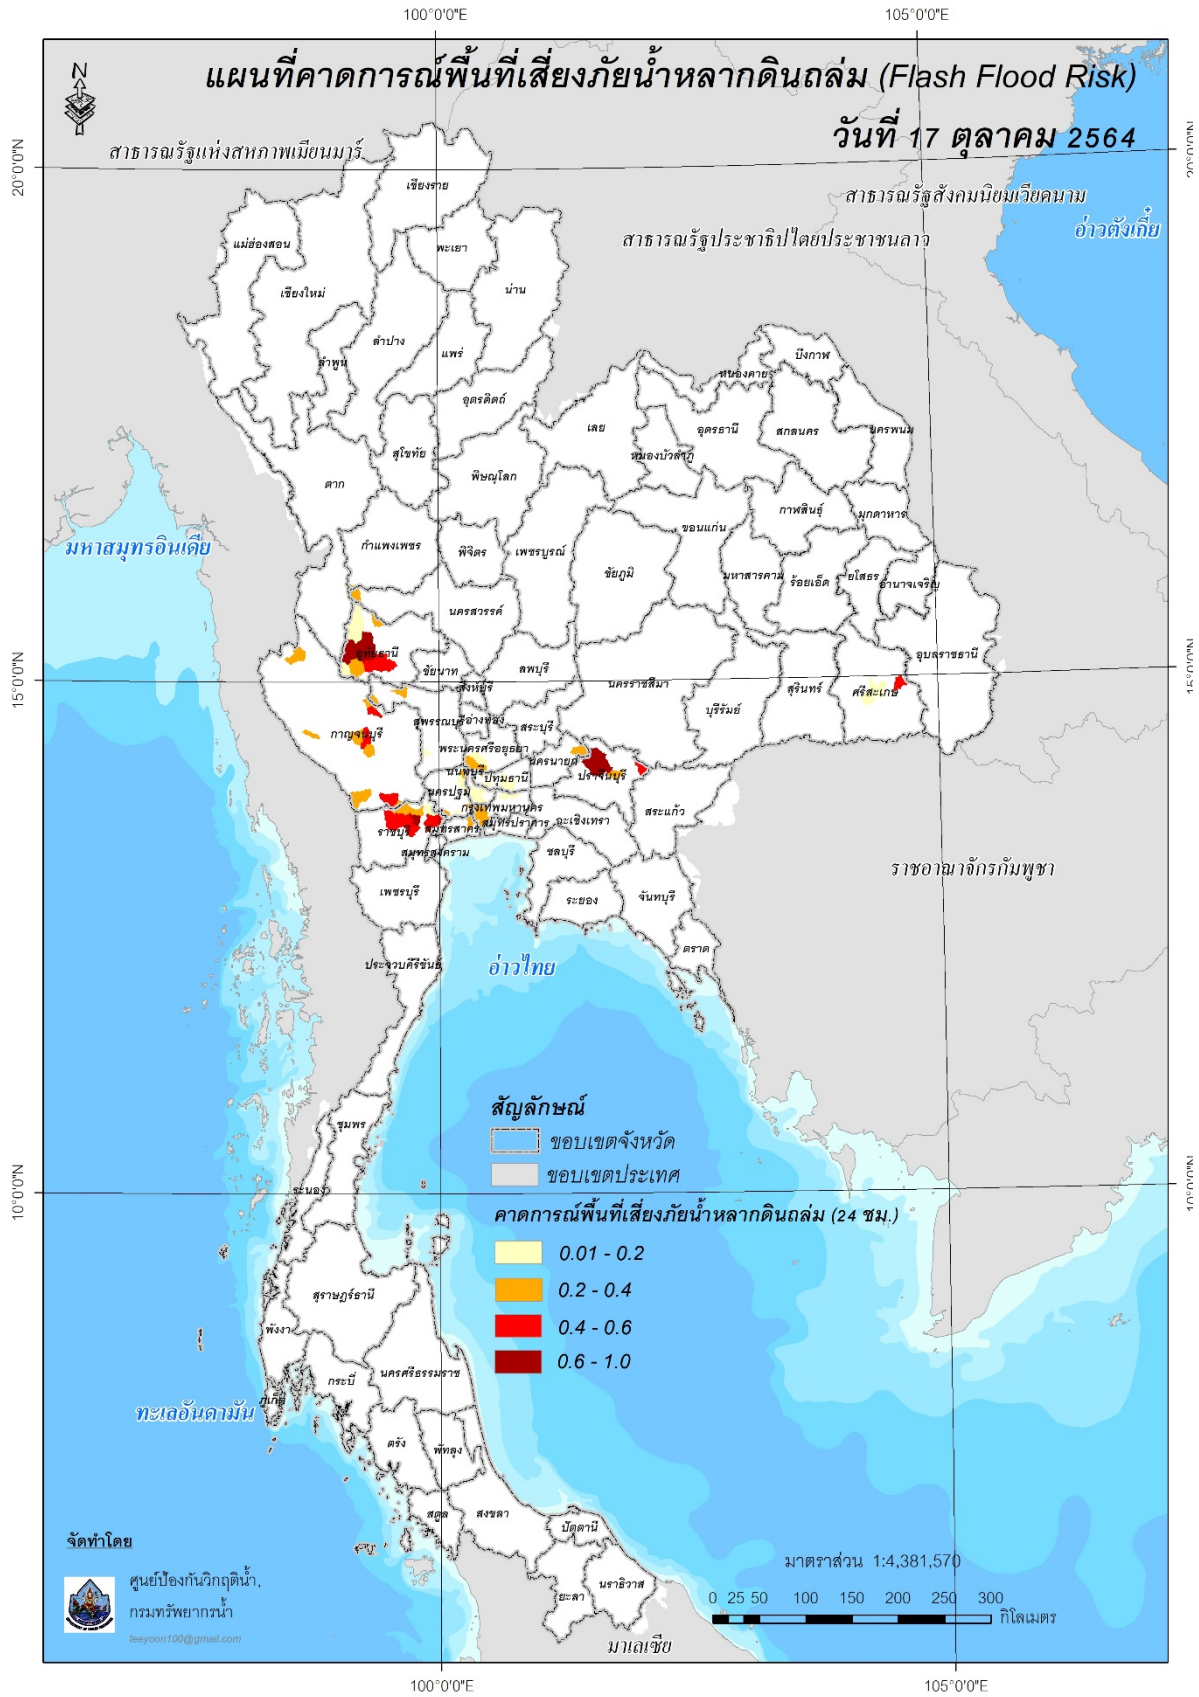 100°0'0"E
105°0'0"E
แผนที่คาดการณ์พื้นที่เสี่ยงภัยน้ำหลากดินถล่ม (Flash Flood Risk)
วันที่ 17 ตุลาคม 2564
N
20°0'0"N
20°0'0"N
สาธารณรัฐแห่งสหภาพเมียนมาร์
สาธารณรัฐสังคมนิยมเวียดนาม
สาธารณรัฐประชาธิปไตยประชาชนลาว
อ่าวตังเกี๋ย
เชียงราย
แม่ฮ่องสอน
พะเยา
เชียงใหม่
น่าน
ลำปาง
แพร่
ลำพูน
บึงกาฬ
หนองคาย
อุตรดิตถ์
เลย
อุดรธานี
สกลนคร
นครพนม
สุโขทัย
หนองบัวลำภู
ตาก
พิษณุโลก
กาฬสินธุ์
มุกดาหาร
ขอนแก่น
กำแพงเพชร
พิจิตร
เพชรบูรณ์
มหาสมุทรอินเดีย
ชัยภูมิ
มหาสารคาม
ร้อยเอ็ด
ยโสธร
อำนาจเจริญ
นครสวรรค์
อุทัยธานี
ชัยนาท
ลพบุรี
อุบลราชธานี
15°0'0"N
15°0'0"N
สิงห์บุรี
นครราชสีมา
สุรินทร์
ศรีสะเกษ
บุรีรัมย์
สุพรรณบุรี
อ่างทอง
สระบุรี
กาญจนบุรี
พระนครศรีอยุธยา
นครนายก
นนทบุรี
ปทุมธานี
ปราจีนบุรี
นครปฐม
กรุงเทพมหานคร
สระแก้ว
ราชบุรี
สมุทรสาคร
สมุทรปราการ
ฉะเชิงเทรา
สมุทรสงคราม
ชลบุรี
ราชอาณาจักรกัมพูชา
เพชรบุรี
ระยอง
จันทบุรี
ตราด
ประจวบคีรีขันธ์
อ่าวไทย
สัญลักษณ์
ขอบเขตจังหวัด
ขอบเขตประเทศ
ชุมพร
ระนอง
10°0'0"N
10°0'0"N
คาดการณ์พื้นที่เสี่ยงภัยน้ำหลากดินถล่ม (24 ชม.)
0.01 - 0.2
0.2 - 0.4
0.4 - 0.6
0.6 - 1.0
สุราษฎร์ธานี
พังงา
นครศรีธรรมราช
กระบี่
ภูเก็ต
ทะเลอันดามัน
ตรัง
พัทลุง
สตูล
สงขลา
ปัตตานี
ยะลา
นราธิวาส
มาเลเซีย
จัดทำโดย
ศูนย์ป้องกันวิกฤติน้ำ,
กรมทรัพยากรน้ำ
teeyoon100@gmail.com
มาตราส่วน 1:4,381,570
0 25 50 100 150 200 250 300
กิโลเมตร
100°0'0"E
105°0'0"E